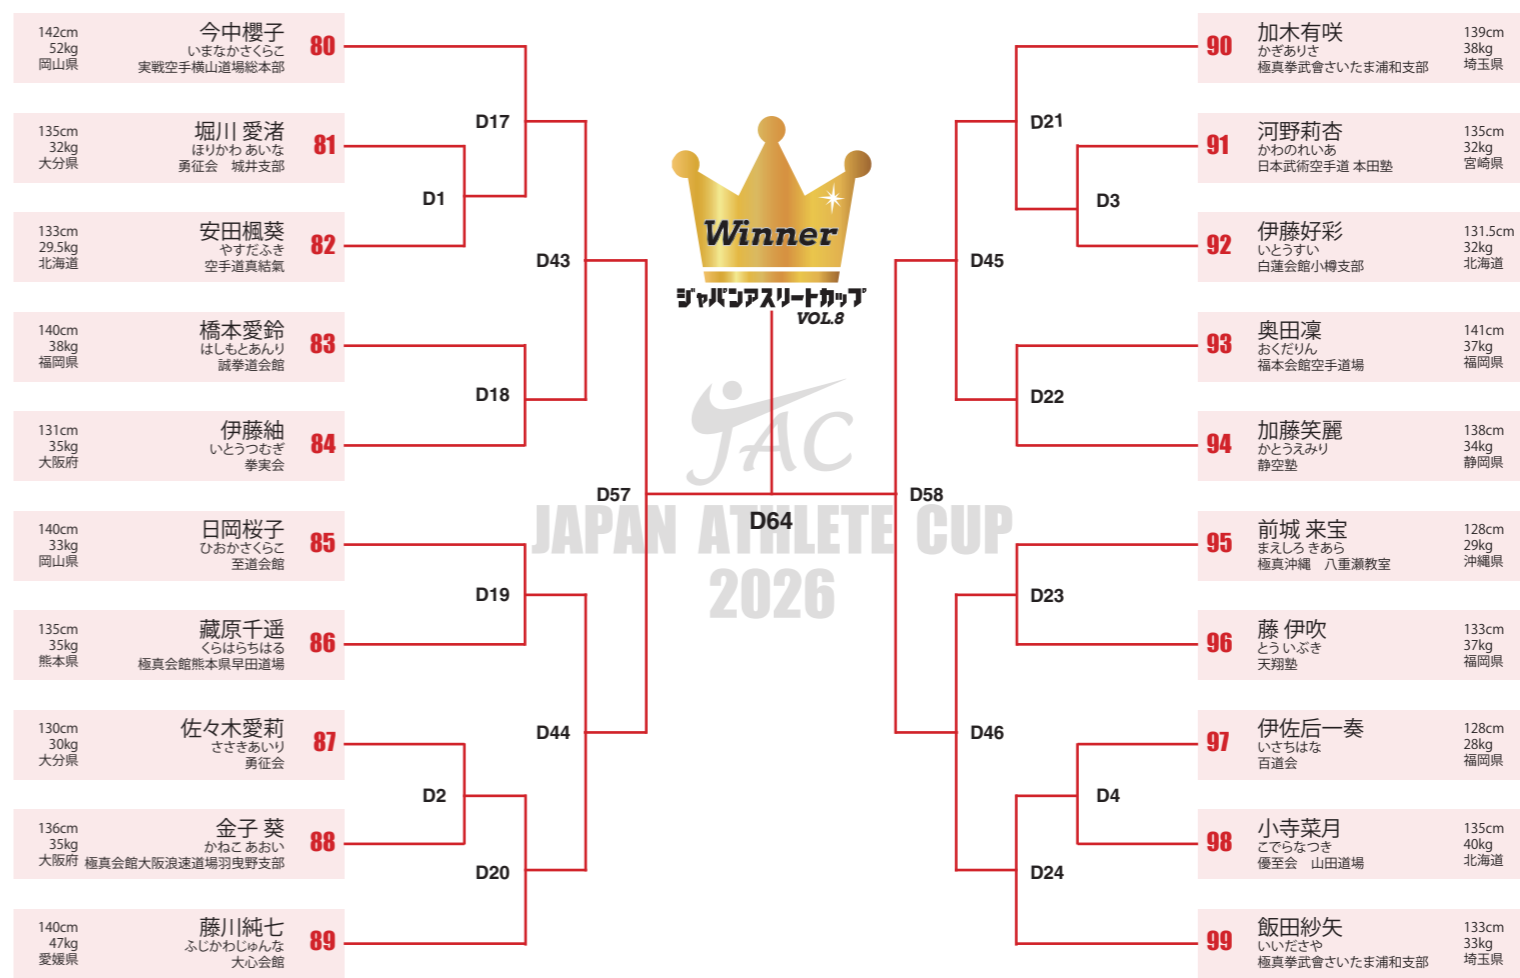 142cm
52kg
岡山県
今中櫻子
いまなかさくらこ
実戦空手横山道場総本部
80
135cm
32kg
大分県
堀川 愛渚
ほりかわ あいな
勇征会　城井支部
81
133cm
29.5kg
北海道
安田楓葵
やすだふき
空手道真結氣
82
140cm
38kg
福岡県
橋本愛鈴
はしもとあんり
誠拳道会館
83
131cm
35kg
大阪府
伊藤紬
いとうつむぎ
拳実会
84
140cm
33kg
岡山県
日岡桜子
ひおかさくらこ
至道会館
85
135cm
35kg
熊本県
藏原千遥
くらはらちはる
極真会館熊本県早田道場
86
130cm
30kg
大分県
佐々木愛莉
ささきあいり
勇征会
87
136cm
35kg
大阪府
金子 葵
かねこ あおい
極真会館大阪浪速道場羽曳野支部
88
140cm
47kg
愛媛県
藤川純七
ふじかわじゅんな
大心会館
89
D17
D1
D43
D18
D57
D19
D44
D2
D20
Winner
ジャパンアスリートカップ
VOL.8
JAC
D64
JAPAN ATHLETE CUP
2026
D21
D3
D45
D22
D58
D23
D46
D4
D24
90
加木有咲
かぎありさ
極真拳武會さいたま浦和支部
139cm
38kg
埼玉県
91
河野莉杏
かわのれいあ
日本武術空手道 本田塾
135cm
32kg
宮崎県
92
伊藤好彩
いとうすい
白蓮会館小樽支部
131.5cm
32kg
北海道
93
奥田凜
おくだりん
福本会館空手道場
141cm
37kg
福岡県
94
加藤笑麗
かとうえみり
静空塾
138cm
34kg
静岡県
95
前城 来宝
まえしろ きあら
極真沖縄　八重瀬教室
128cm
29kg
沖縄県
96
藤 伊吹
とう いぶき
天翔塾
133cm
37kg
福岡県
97
伊佐后一奏
いさちはな
百道会
128cm
28kg
福岡県
98
小寺菜月
こでらなつき
優至会　山田道場
135cm
40kg
北海道
99
飯田紗矢
いいださや
極真拳武會さいたま浦和支部
133cm
33kg
埼玉県